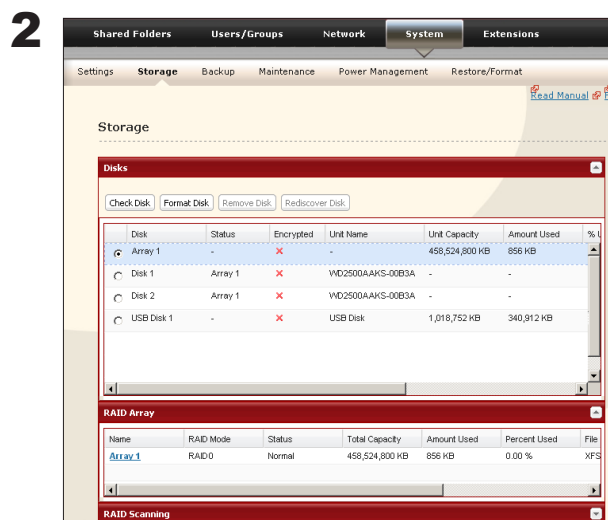 2
Shared Folders Users/Groups Network System Extensions
Settings Storage Backup Maintenance Power Management Restore/Format
Read Manual
Storage
Disks
Check Disk Format Disk Remove Disk Rediscover Disk
Disk Status Encrypted Unit Name Unit Capacity Amount Used %
Array 1 - - 458,524,800 KB 856 KB
Disk 1 Array 1 WD2500AAKS-00B3A - -
Disk 2 Array 1 WD2500AAKS-00B3A - -
USB Disk 1 - USB Disk 1,018,752 KB 340,912 KB
RAID Array
Name RAID Mode Status Total Capacity Amount Used Percent Used File
Array 1 RAID0 Normal 458,524,800 KB 856 KB 0.00 % XFS
RAID Scanning